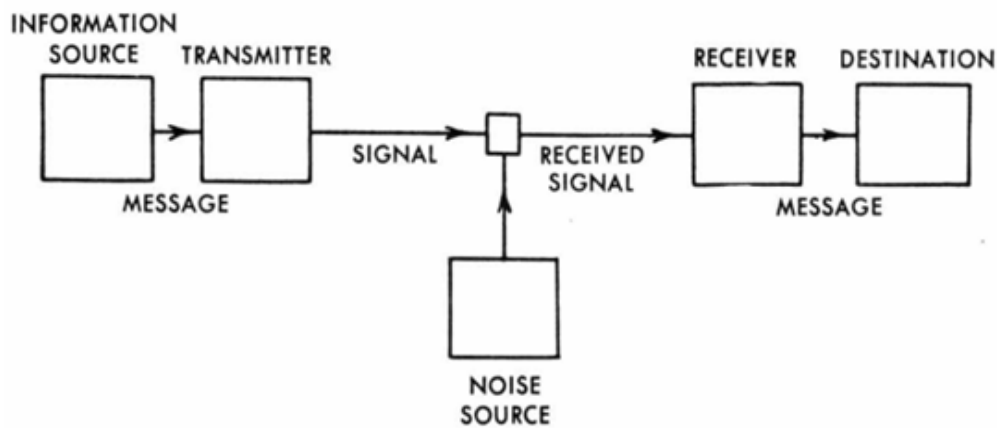 INFORMATION
SOURCE
TRANSMITTER
RECEIVER
DESTINATION
SIGNAL
RECEIVED
SIGNAL
MESSAGE
MESSAGE
NOISE
SOURCE